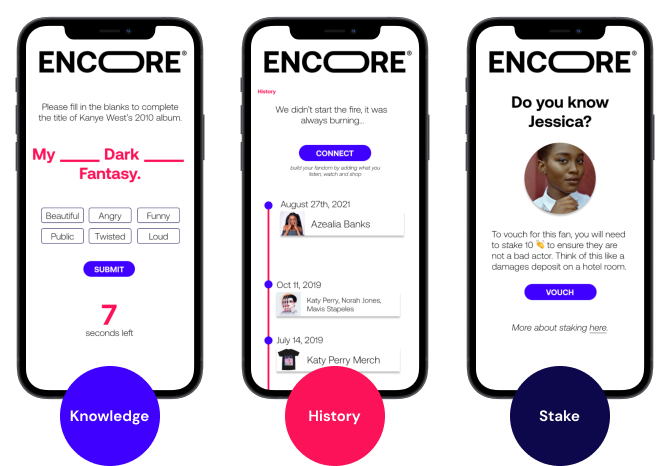 ENCORE®
Please fill in the blanks to complete
the title of Kanye West's 2010 album.
My _____ Dark _____
Fantasy.
Beautiful
Angry
Funny
Public
Twisted
Loud
SUBMIT
7
seconds left
Knowledge
ENCORE®
History
We didn't start the fire, it was
always burning...
CONNECT
build your fandom by adding what you
listen, watch and shop
August 27th, 2021
Azealia Banks
Oct 11, 2019
Katy Perry, Norah Jones,
Mavis Stapeles
July 14, 2019
Katy Perry Merch
History
ENCORE®
Do you know
Jessica?
To vouch for this fan, you will need
to stake 10 👏 to ensure they are
not a bad actor. Think of this like a
damages deposit on a hotel room.
VOUCH
More about staking here.
Stake